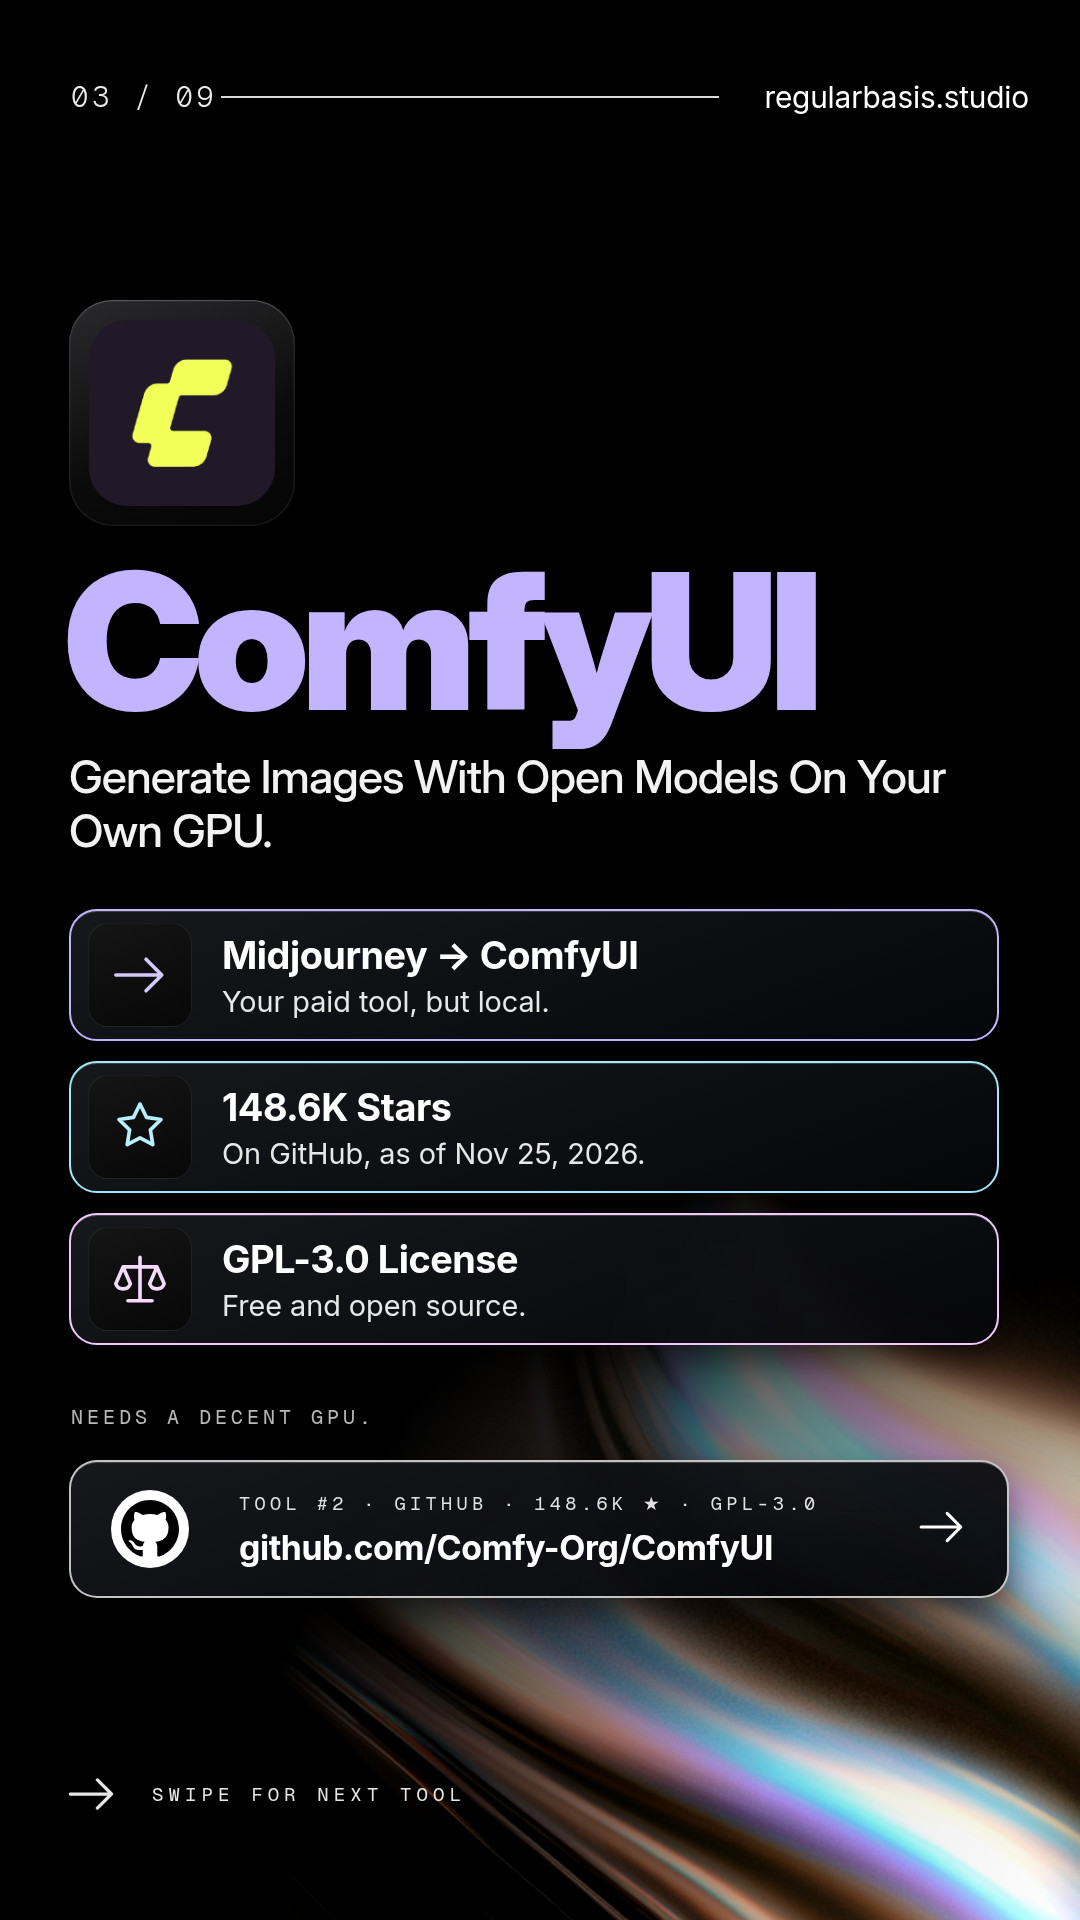 03 / 09
regularbasis.studio
ComfyUI
Generate Images With Open Models On Your
Own GPU.
Midjourney → ComfyUI
Your paid tool, but local.
148.6K Stars
On GitHub, as of Nov 25, 2026.
GPL-3.0 License
Free and open source.
NEEDS A DECENT GPU.
TOOL #2 · GITHUB · 148.6K ★ · GPL-3.0
github.com/Comfy-Org/ComfyUI
SWIPE FOR NEXT TOOL